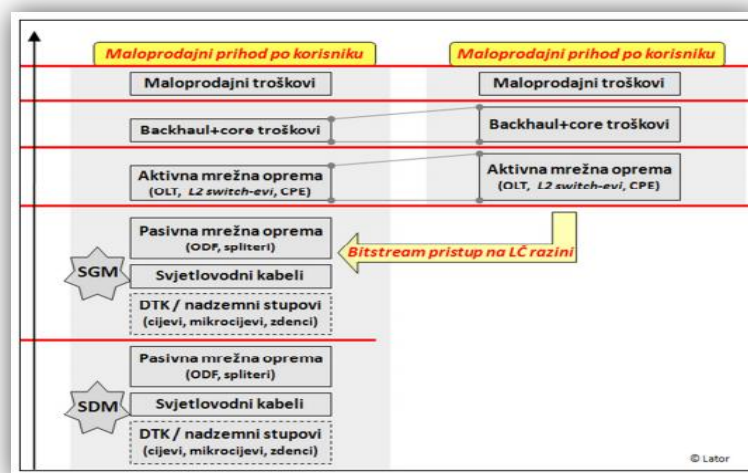 Maloprodajni prihod po korisniku
Maloprodajni prihod po korisniku
Maloprodajni troškovi
Maloprodajni troškovi
Backhaul+core troškovi
Backhaul+core troškovi
Aktivna mrežna oprema
(OLT, L2 switch-evi, CPE)
Aktivna mrežna oprema
(OLT, L2 switch-evi, CPE)
Pasivna mrežna oprema
(ODF, spliteri)
Bitstream pristup na LČ razini
SGM
Svjetlovodni kabeli
DTK / nadzemni stupovi
(cijevi, mikrocijevi, zdenci)
Pasivna mrežna oprema
(ODF, spliteri)
SDM
Svjetlovodni kabeli
DTK / nadzemni stupovi
(cijevi, mikrocijevi, zdenci)
© Lator